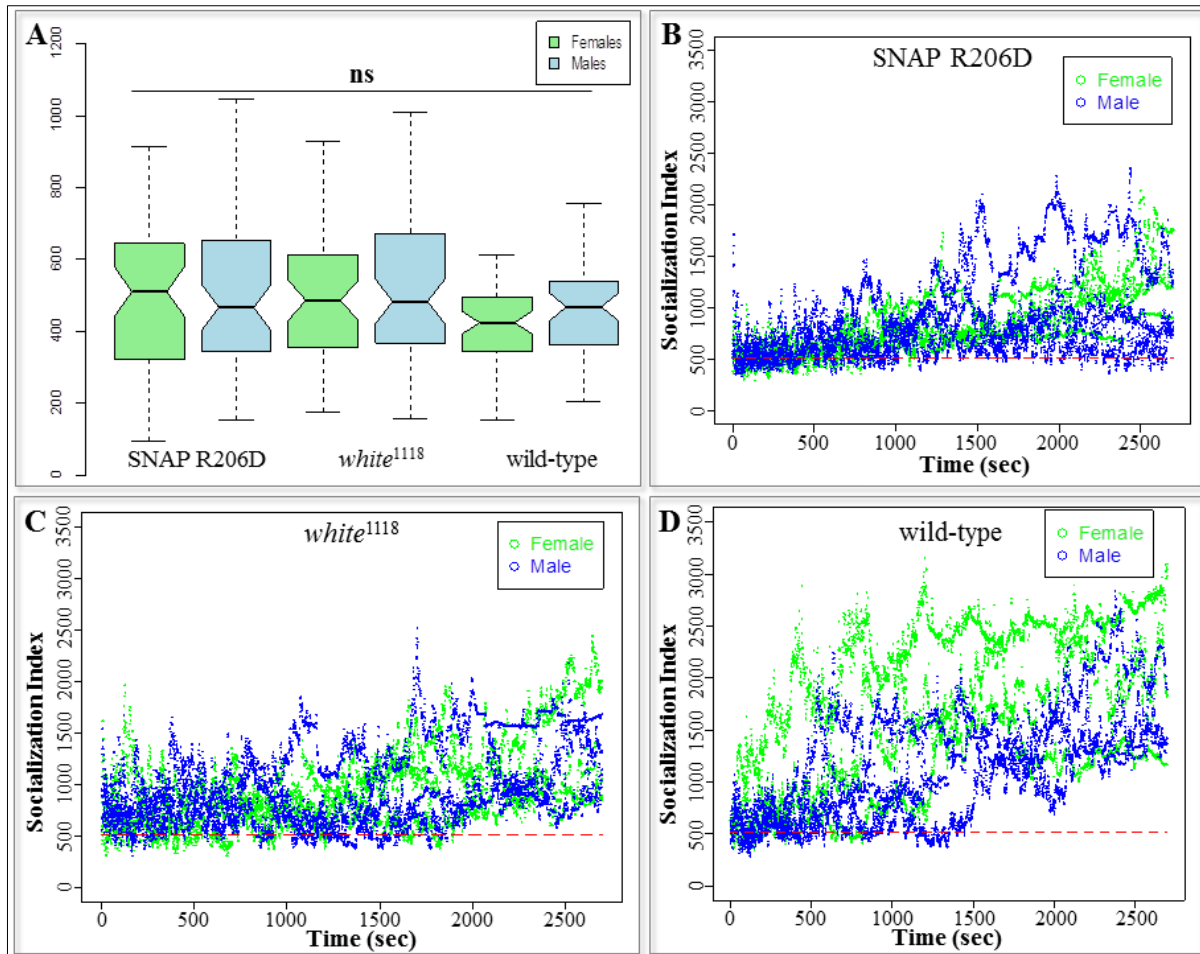 A
Females
Males
ns
1200
1000
800
600
400
200
0
SNAP R206D
white1118
wild-type
B
SNAP R206D
Female
Male
Socialization Index
3500
3000
2500
2000
1500
1000
500
0
0 500 1000 1500 2000 2500
Time (sec)
C
white1118
Female
Male
Socialization Index
3500
3000
2500
2000
1500
1000
500
0
0 500 1000 1500 2000 2500
Time (sec)
D
wild-type
Female
Male
Socialization Index
3500
3000
2500
2000
1500
1000
500
0
0 500 1000 1500 2000 2500
Time (sec)